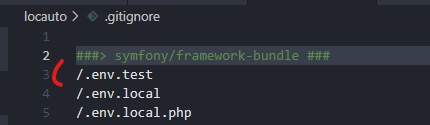 locauto > .gitignore
1
2 ###> symfony/framework-bundle ###
3 /.env.test
4 /.env.local
5 /.env.local.php